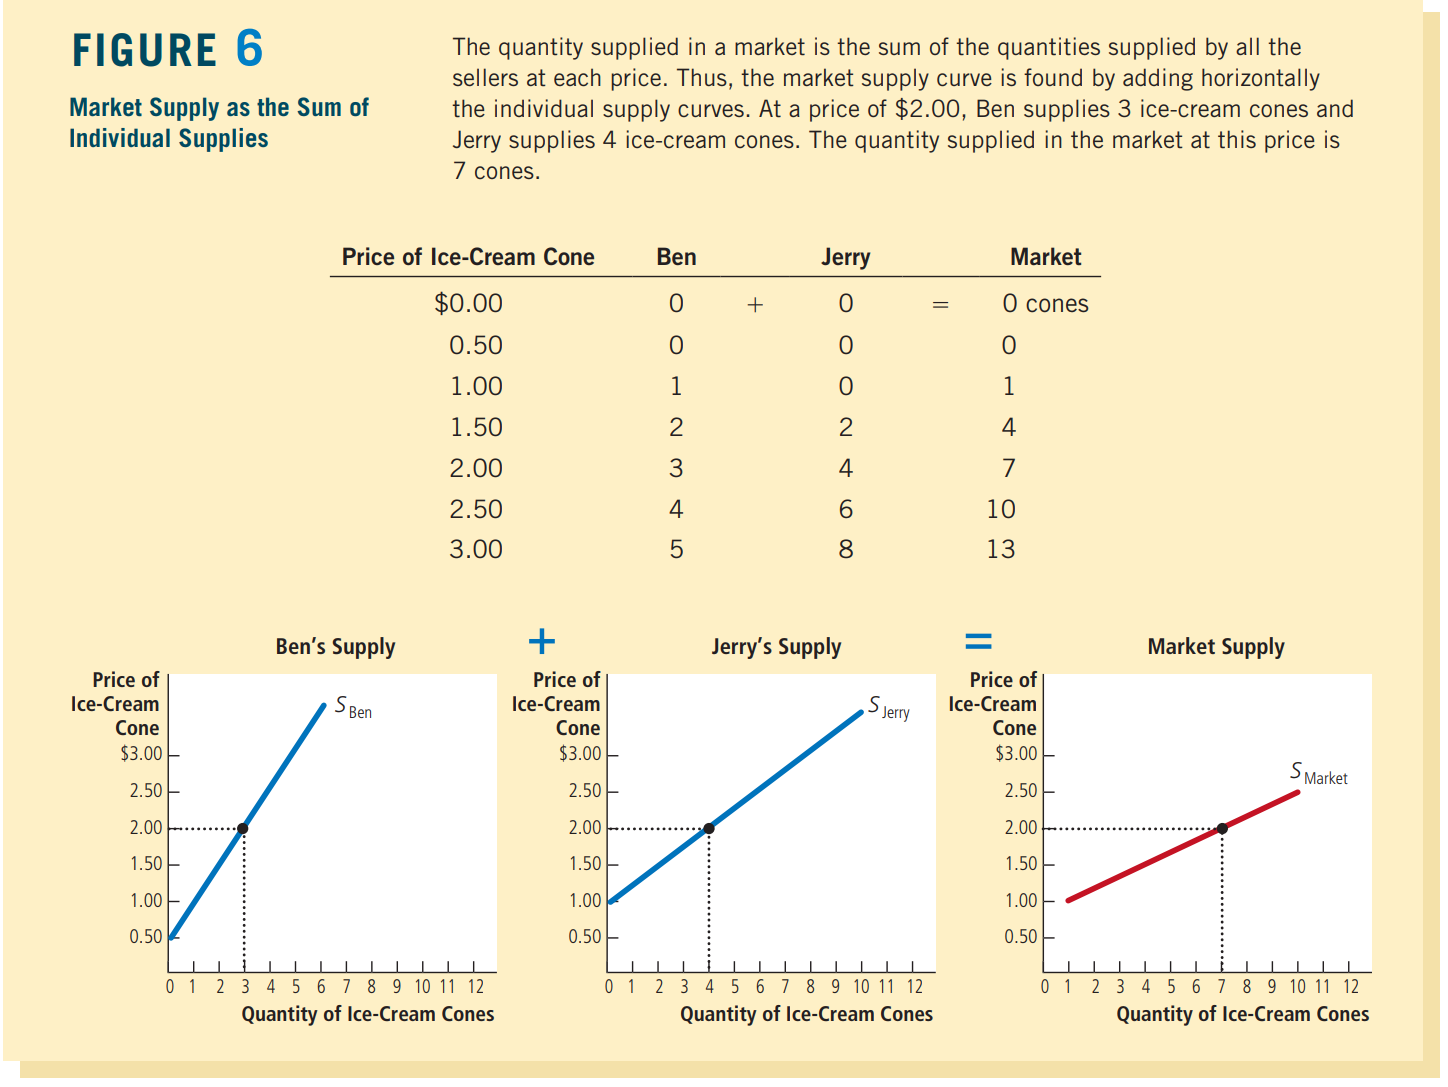 FIGURE 6
Market Supply as the Sum of
Individual Supplies
The quantity supplied in a market is the sum of the quantities supplied by all the
sellers at each price. Thus, the market supply curve is found by adding horizontally
the individual supply curves. At a price of $2.00, Ben supplies 3 ice-cream cones and
Jerry supplies 4 ice-cream cones. The quantity supplied in the market at this price is
7 cones.
Price of Ice-Cream Cone Ben Jerry Market
$0.00 0 + 0 = 0 cones
0.50 0 0 0
1.00 1 0 1
1.50 2 2 4
2.00 3 4 7
2.50 4 6 10
3.00 5 8 13
Ben's Supply
Price of
Ice-Cream
Cone
$3.00
2.50
2.00
1.50
1.00
0.50
S Ben
0 1 2 3 4 5 6 7 8 9 10 11 12
Quantity of Ice-Cream Cones
+
Jerry's Supply
Price of
Ice-Cream
Cone
$3.00
2.50
2.00
1.50
1.00
0.50
S Jerry
0 1 2 3 4 5 6 7 8 9 10 11 12
Quantity of Ice-Cream Cones
=
Market Supply
Price of
Ice-Cream
Cone
$3.00
2.50
2.00
1.50
1.00
0.50
S Market
0 1 2 3 4 5 6 7 8 9 10 11 12
Quantity of Ice-Cream Cones